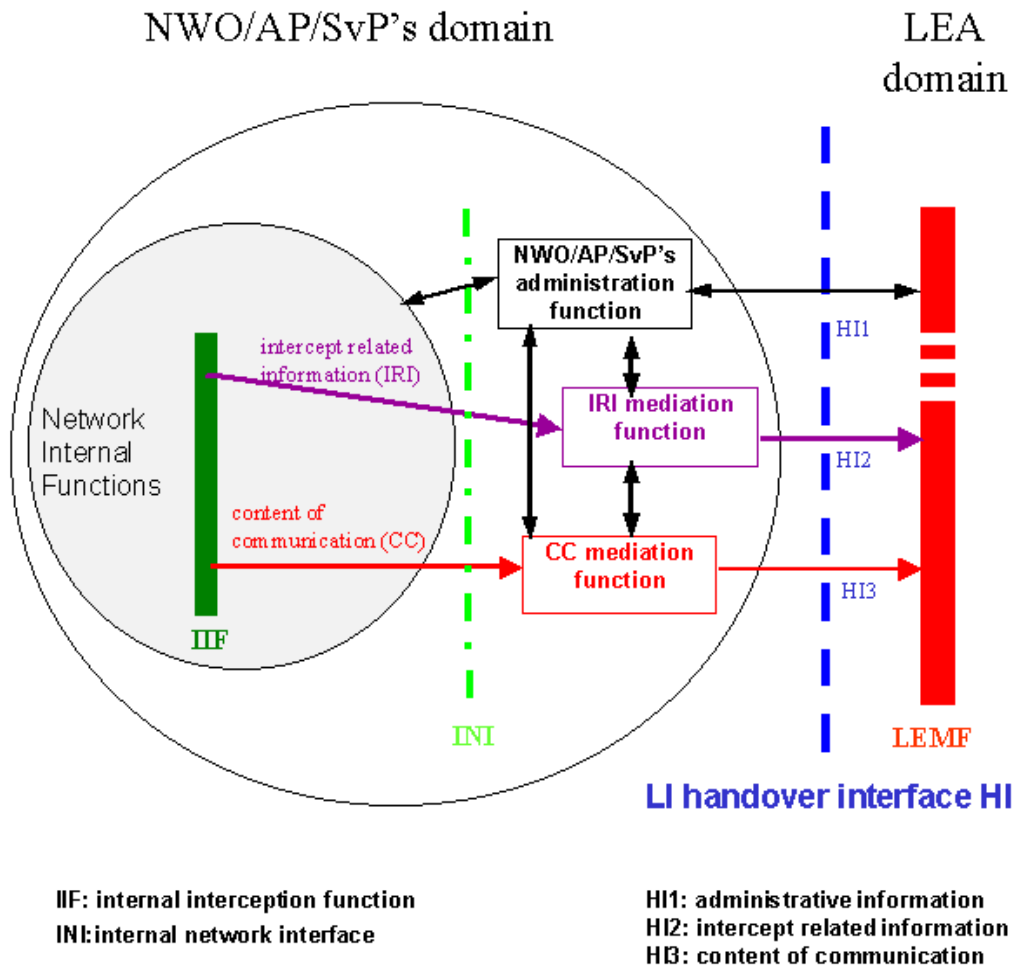 NWO/AP/SvP's domain
LEA
domain
NWO/AP/SvP's
administration
function
HI1
intercept related
information (IRI)
IRI mediation
function
HI2
Network
Internal
Functions
content of
communication (CC)
CC mediation
function
HI3
IIF
INI
LEMF
LI handover interface HI
IIF: internal interception function
INI:internal network interface
HI1: administrative information
HI2: intercept related information
HI3: content of communication